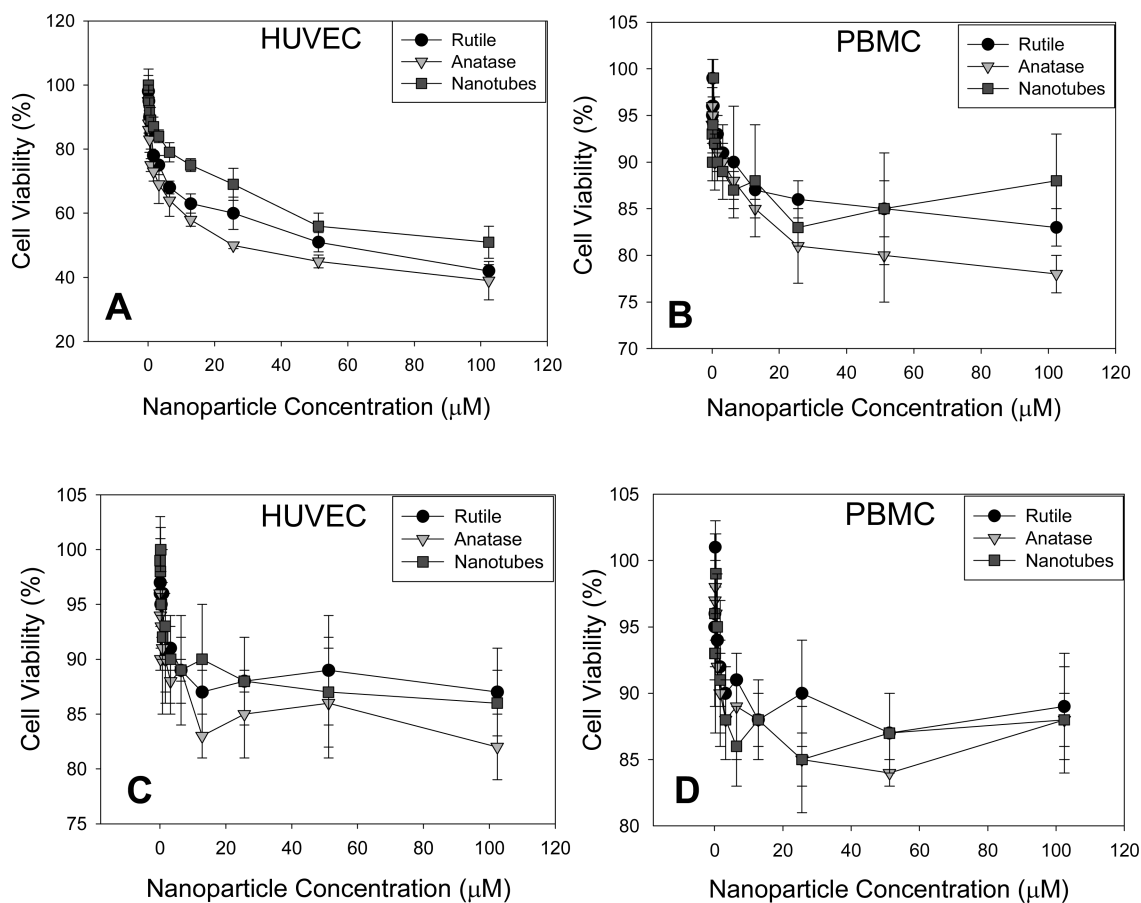 HUVEC
Rutile
Anatase
Nanotubes
120
100
80
60
40
20
Cell Viability (%)
A
0 20 40 60 80 100 120
Nanoparticle Concentration (μM)
PBMC
Rutile
Anatase
Nanotubes
105
100
95
90
85
80
75
70
Cell Viability (%)
B
0 20 40 60 80 100 120
Nanoparticle Concentration (μM)
HUVEC
Rutile
Anatase
Nanotubes
105
100
95
90
85
80
75
Cell Viability (%)
C
0 20 40 60 80 100 120
Nanoparticle Concentration (μM)
PBMC
Rutile
Anatase
Nanotubes
105
100
95
90
85
80
Cell Viability (%)
D
0 20 40 60 80 100 120
Nanoparticle Concentration (μM)